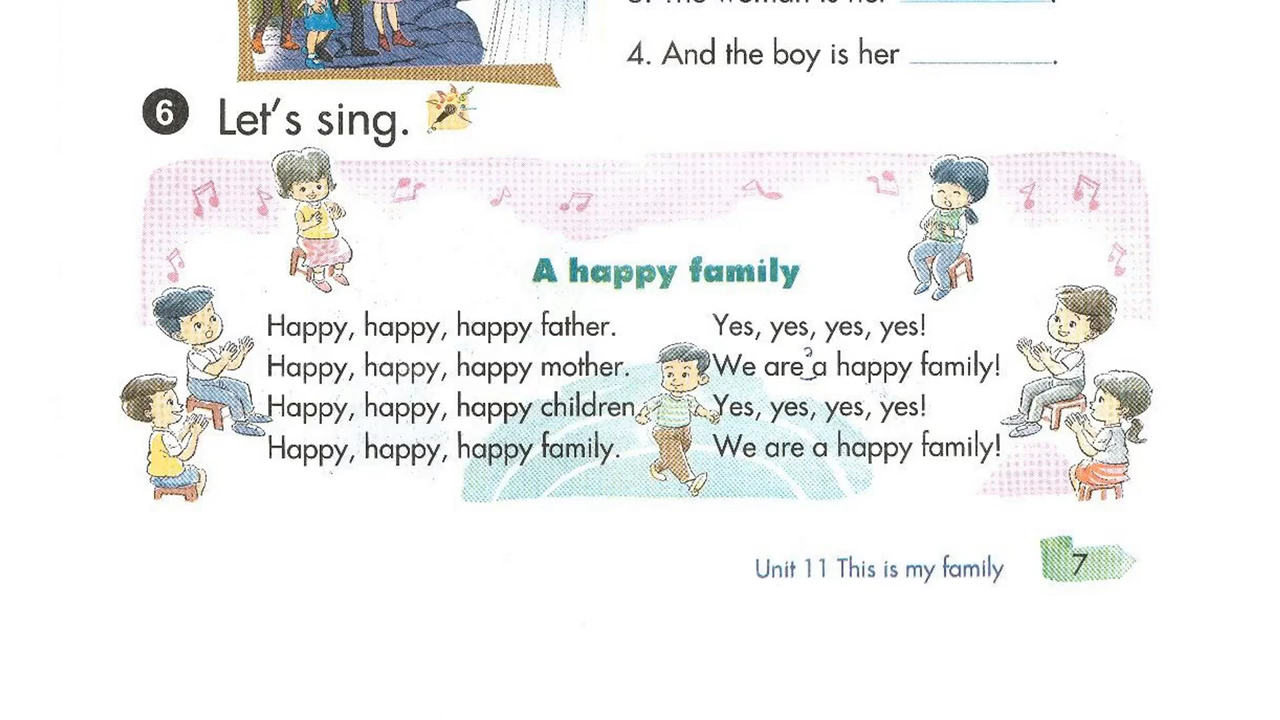 4. And the boy is her ____________.
6 Let's sing.
A happy family
Happy, happy, happy father.
Happy, happy, happy mother.
Happy, happy, happy children.
Happy, happy, happy family.
Yes, yes, yes, yes!
We are a happy family!
Yes, yes, yes, yes!
We are a happy family!
Unit 11 This is my family
7